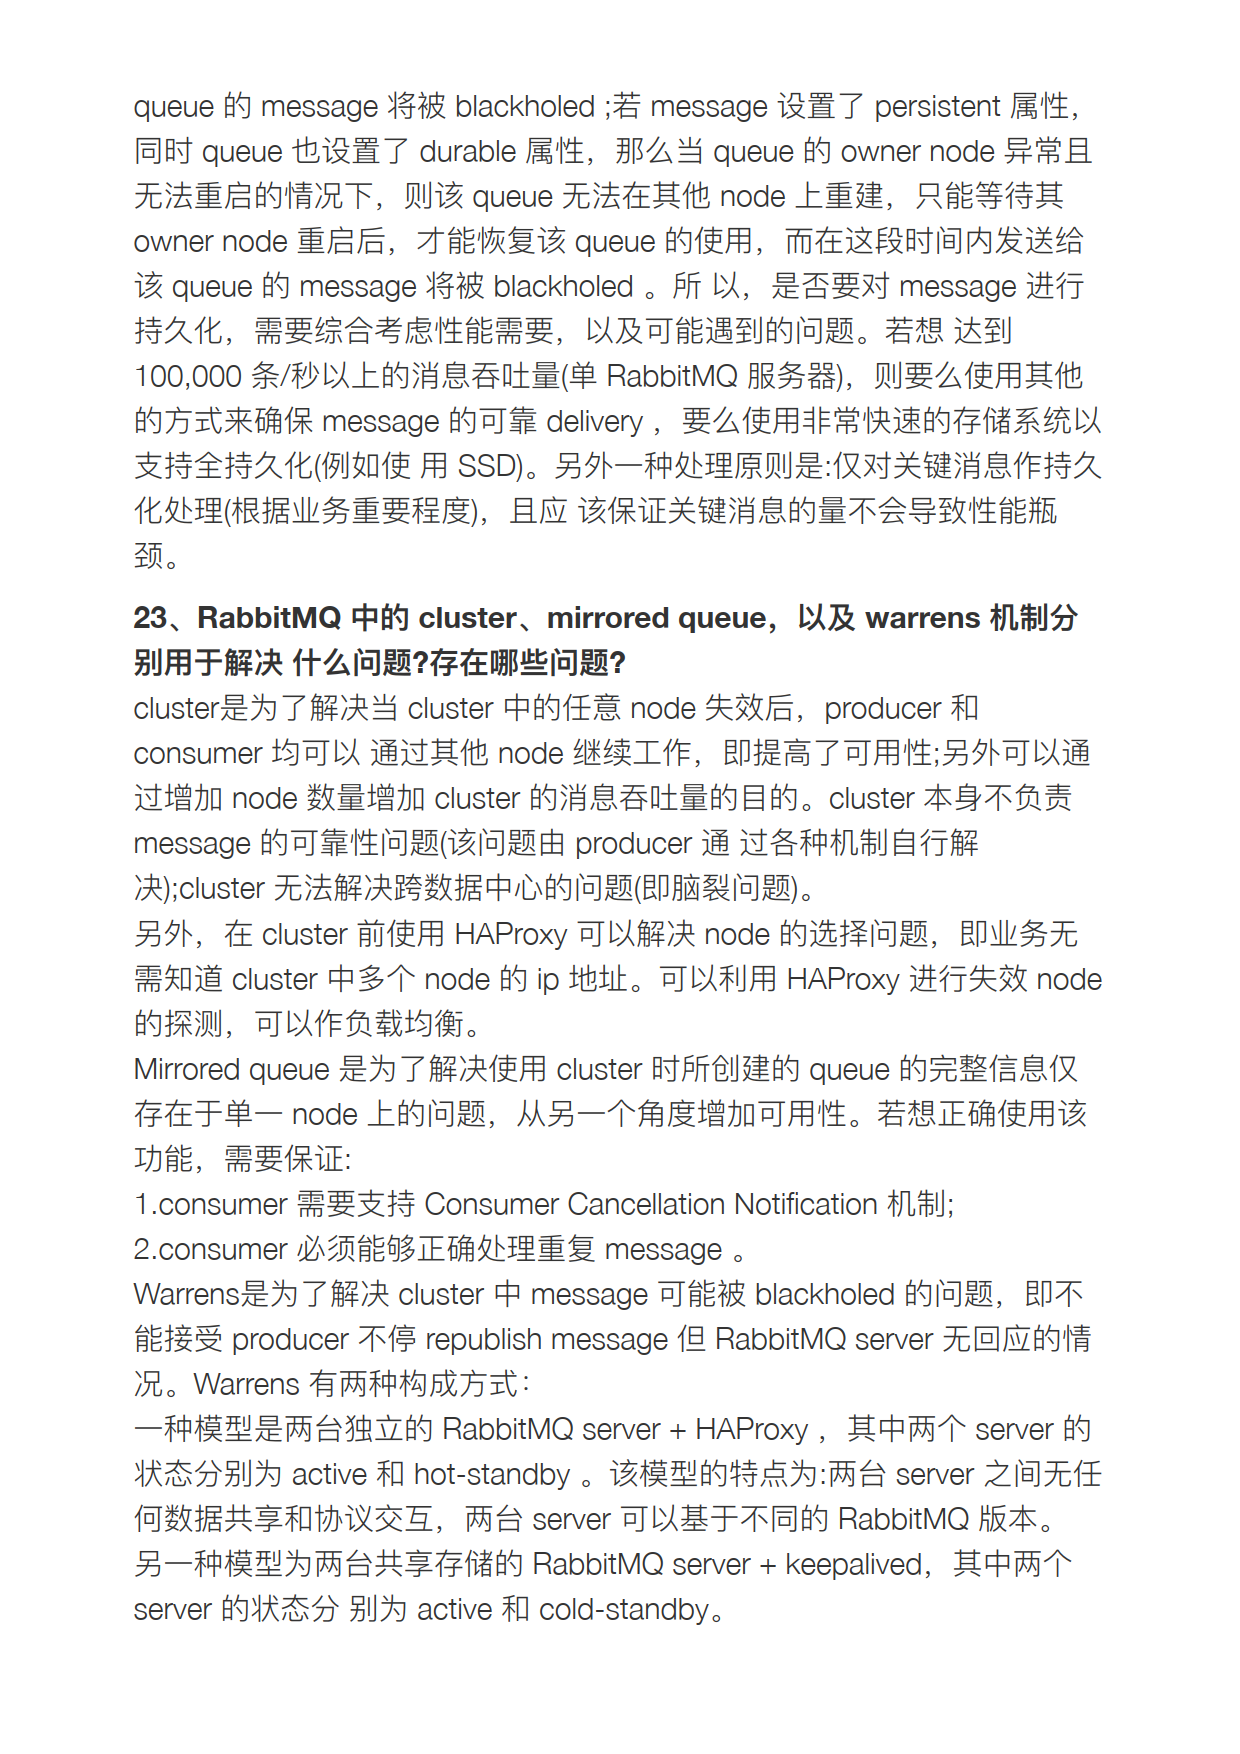 queue 的 message 将被 blackholed ;若 message 设置了 persistent 属性，
同时 queue 也设置了 durable 属性，那么当 queue 的 owner node 异常且
无法重启的情况下，则该 queue 无法在其他 node 上重建，只能等待其
owner node 重启后，才能恢复该 queue 的使用，而在这段时间内发送给
该 queue 的 message 将被 blackholed 。所 以，是否要对 message 进行
持久化，需要综合考虑性能需要，以及可能遇到的问题。若想 达到
100,000 条/秒以上的消息吞吐量(单 RabbitMQ 服务器)，则要么使用其他
的方式来确保 message 的可靠 delivery ，要么使用非常快速的存储系统以
支持全持久化(例如使 用 SSD)。另外一种处理原则是:仅对关键消息作持久
化处理(根据业务重要程度)，且应 该保证关键消息的量不会导致性能瓶
颈。
23、RabbitMQ 中的 cluster、mirrored queue，以及 warrens 机制分
别用于解决 什么问题?存在哪些问题?
cluster是为了解决当 cluster 中的任意 node 失效后，producer 和
consumer 均可以 通过其他 node 继续工作，即提高了可用性;另外可以通
过增加 node 数量增加 cluster 的消息吞吐量的目的。cluster 本身不负责
message 的可靠性问题(该问题由 producer 通 过各种机制自行解
决);cluster 无法解决跨数据中心的问题(即脑裂问题)。
另外，在 cluster 前使用 HAProxy 可以解决 node 的选择问题，即业务无
需知道 cluster 中多个 node 的 ip 地址。可以利用 HAProxy 进行失效 node
的探测，可以作负载均衡。
Mirrored queue 是为了解决使用 cluster 时所创建的 queue 的完整信息仅
存在于单一 node 上的问题，从另一个角度增加可用性。若想正确使用该
功能，需要保证:
1.consumer 需要支持 Consumer Cancellation Notification 机制;
2.consumer 必须能够正确处理重复 message 。
Warrens是为了解决 cluster 中 message 可能被 blackholed 的问题，即不
能接受 producer 不停 republish message 但 RabbitMQ server 无回应的情
况。Warrens 有两种构成方式：
一种模型是两台独立的 RabbitMQ server + HAProxy ，其中两个 server 的
状态分别为 active 和 hot-standby 。该模型的特点为:两台 server 之间无任
何数据共享和协议交互，两台 server 可以基于不同的 RabbitMQ 版本。
另一种模型为两台共享存储的 RabbitMQ server + keepalived，其中两个
server 的状态分 别为 active 和 cold-standby。